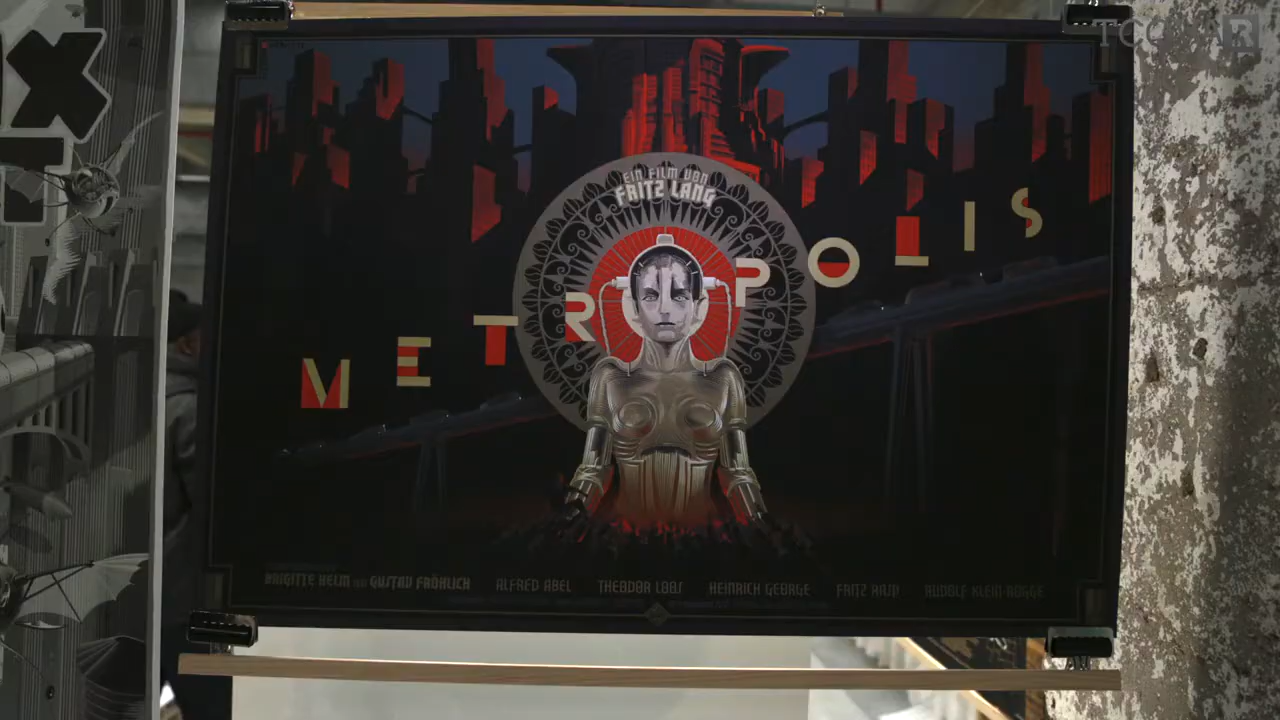 EIN FILM VON
FRITZ LANG
METROPOLIS
BRIGITTE HELM UND GUSTAV FRÖHLICH ALFRED ABEL THEODOR LOOS HEINRICH GEORGE FRITZ RASP RUDOLF KLEIN-ROGGE